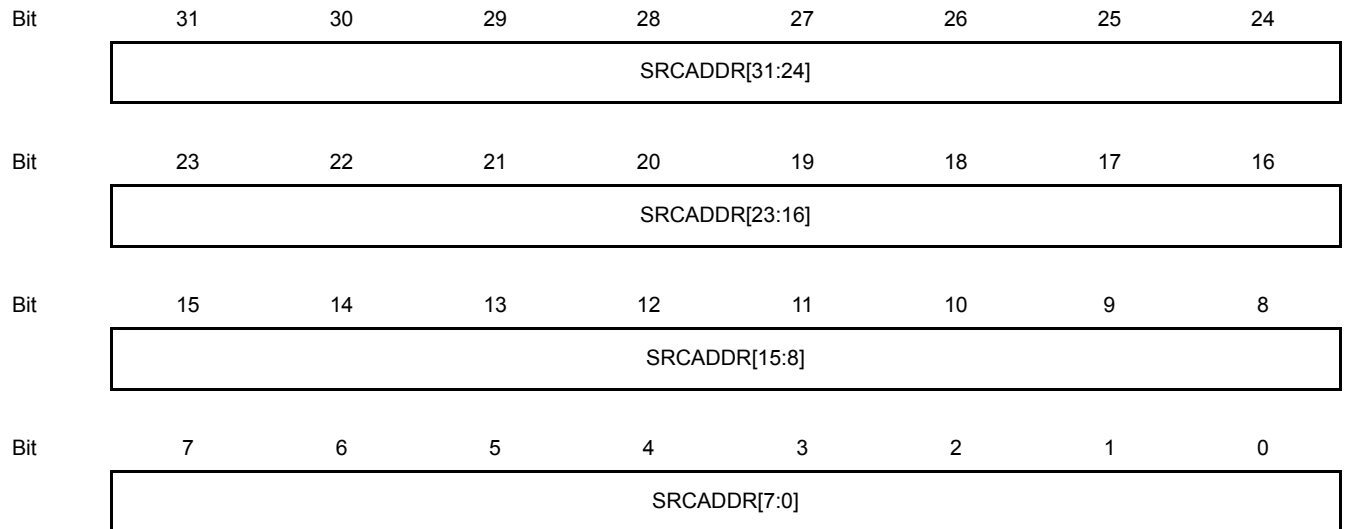 Bit 31 30 29 28 27 26 25 24
SRCADDR[31:24]
Bit 23 22 21 20 19 18 17 16
SRCADDR[23:16]
Bit 15 14 13 12 11 10 9 8
SRCADDR[15:8]
Bit 7 6 5 4 3 2 1 0
SRCADDR[7:0]